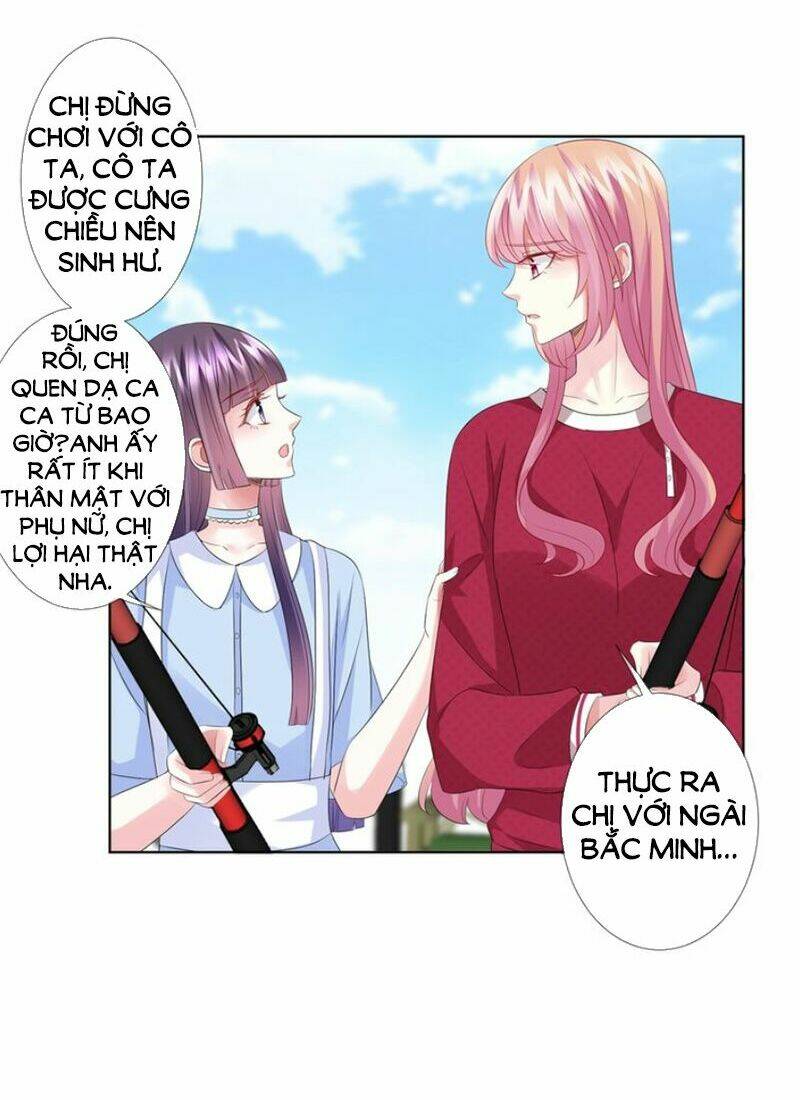 CHỊ ĐỪNG
CHƠI VỚI CÔ
TA, CÔ TA
ĐƯỢC CƯNG
CHIỀU NÊN
SINH HƯ.
ĐÚNG
RỒI, CHỊ
QUEN DẠ CA
CA TỪ BAO
GIỜ?ANH ẤY
RẤT ÍT KHI
THÂN MẬT VỚI
PHỤ NỮ, CHỊ
LỢI HẠI THẬT
NHA.
THỰC RA
CHỊ VỚI NGÀI
BẮC MINH...